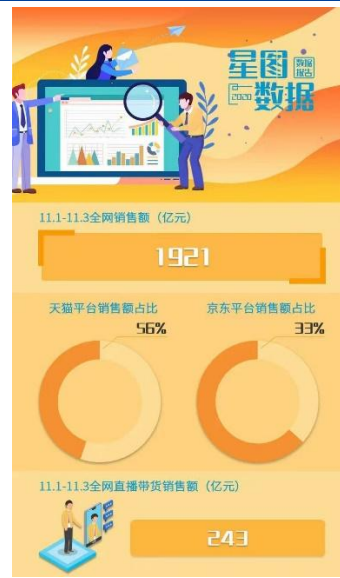 星图
数据
报告
2020
数据
11.1-11.3全网销售额（亿元）
1921
天猫平台销售额占比
56%
京东平台销售额占比
33%
11.1-11.3全网直播带货销售额（亿元）
243